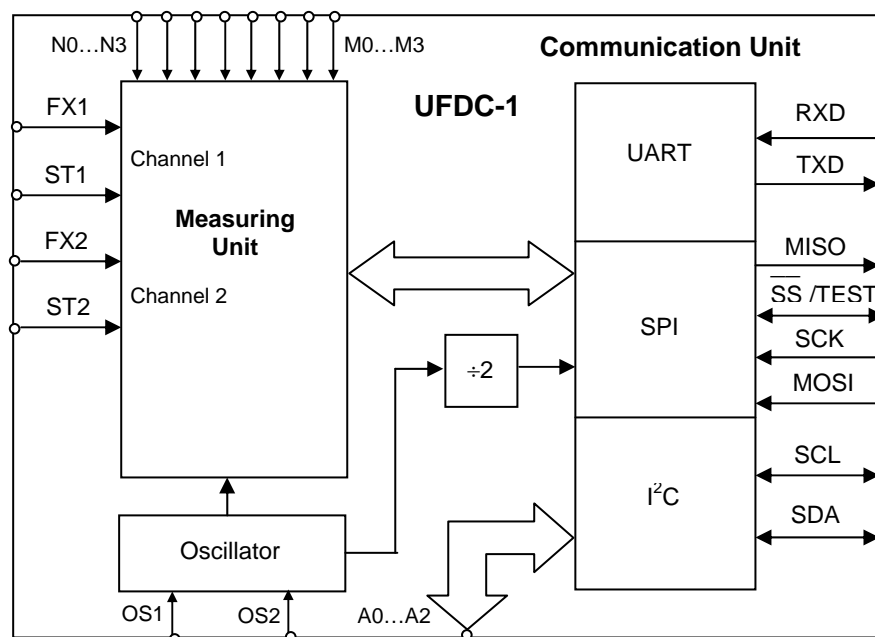 N0...N3
M0...M3
Communication Unit
UFDC-1
FX1
Channel 1
ST1
Measuring
Unit
FX2
Channel 2
ST2
UART
RXD
TXD
SPI
MISO
S̅S̅ /TEST
SCK
MOSI
÷2
I²C
SCL
SDA
Oscillator
OS1
OS2
A0...A2